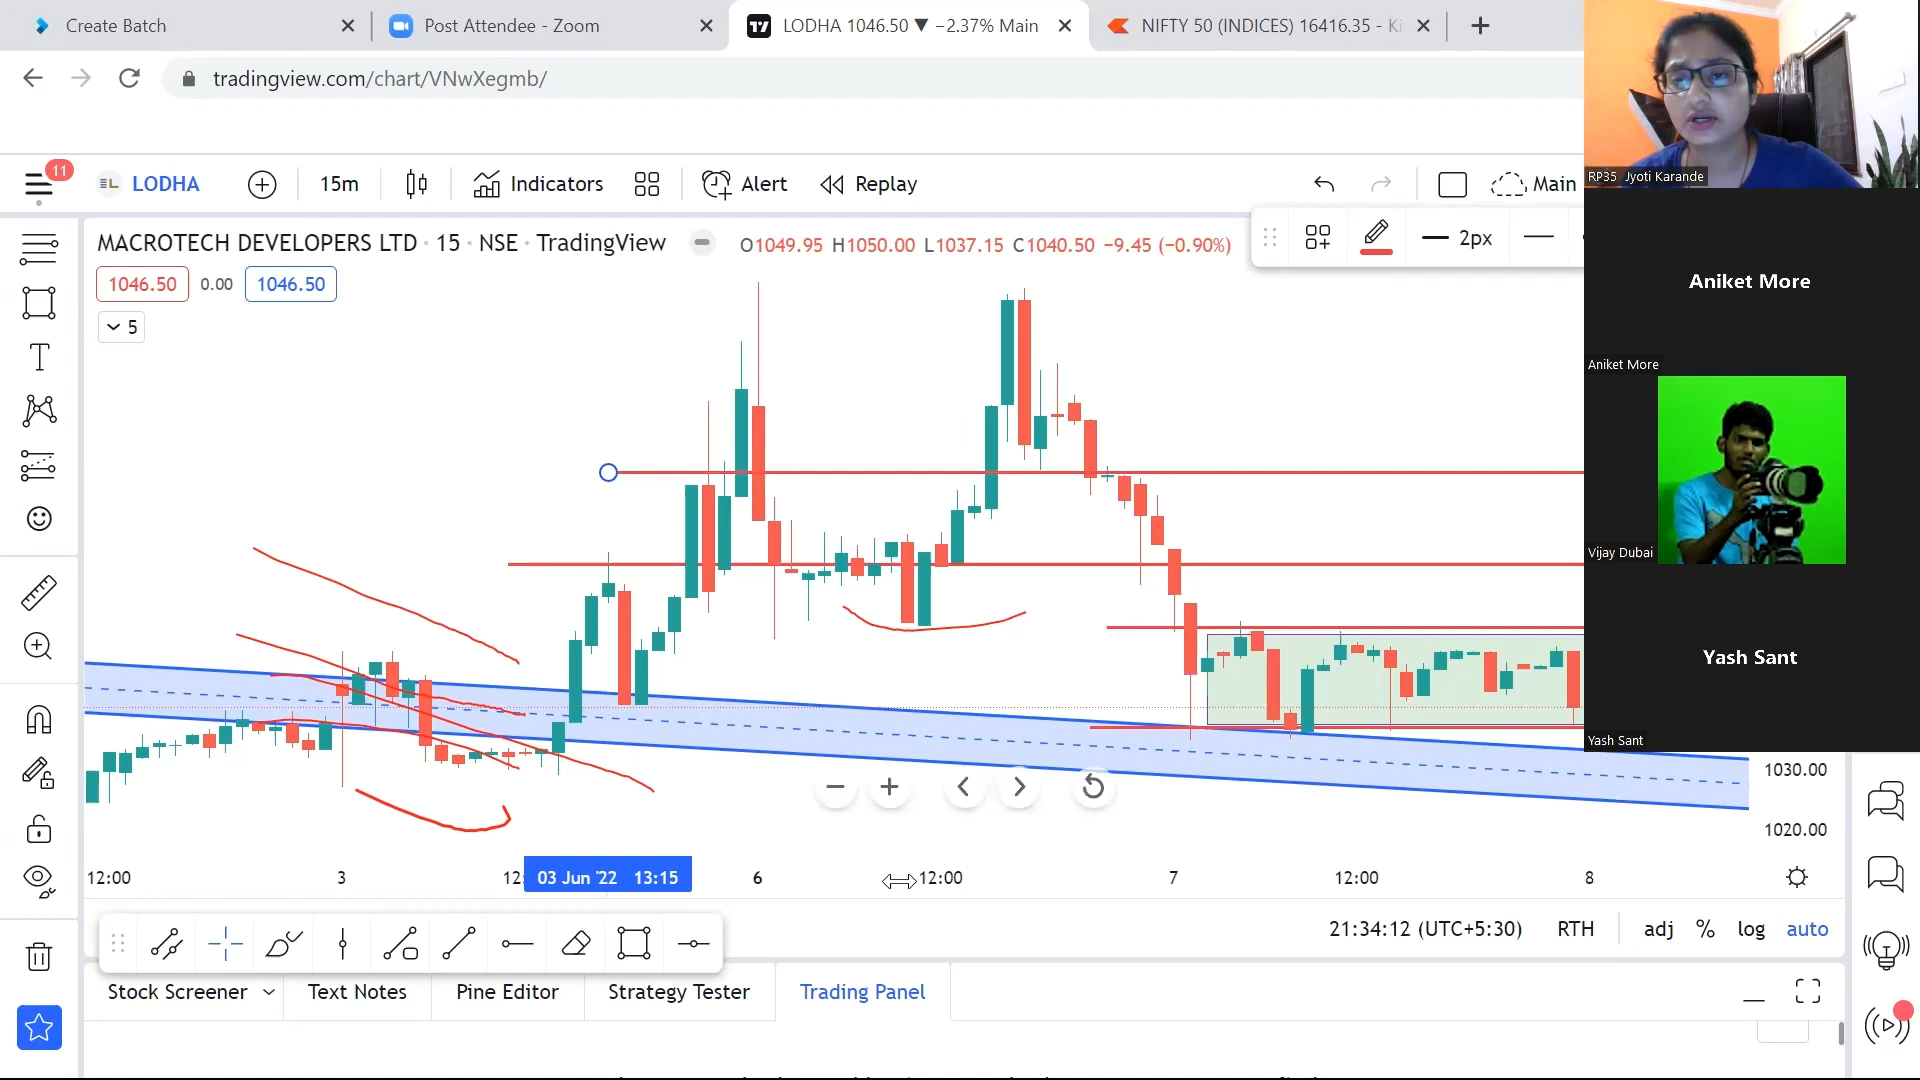 Create Batch
Post Attendee - Zoom
LODHA 1046.50 ▼ −2.37% Main
NIFTY 50 (INDICES) 16416.35 - Ki
tradingview.com/chart/VNwXegmb/
RP35 Jyoti Karande
11
LODHA
15m
Indicators
Alert
Replay
Main
MACROTECH DEVELOPERS LTD · 15 · NSE · TradingView
O1049.95 H1050.00 L1037.15 C1040.50 −9.45 (−0.90%)
2px
1046.50
0.00
1046.50
5
Aniket More
Aniket More
Vijay Dubai
Yash Sant
Yash Sant
1030.00
1020.00
12:00
3
12:
03 Jun '22 13:15
6
12:00
7
12:00
8
21:34:12 (UTC+5:30)
RTH
adj
%
log
auto
Stock Screener
Text Notes
Pine Editor
Strategy Tester
Trading Panel